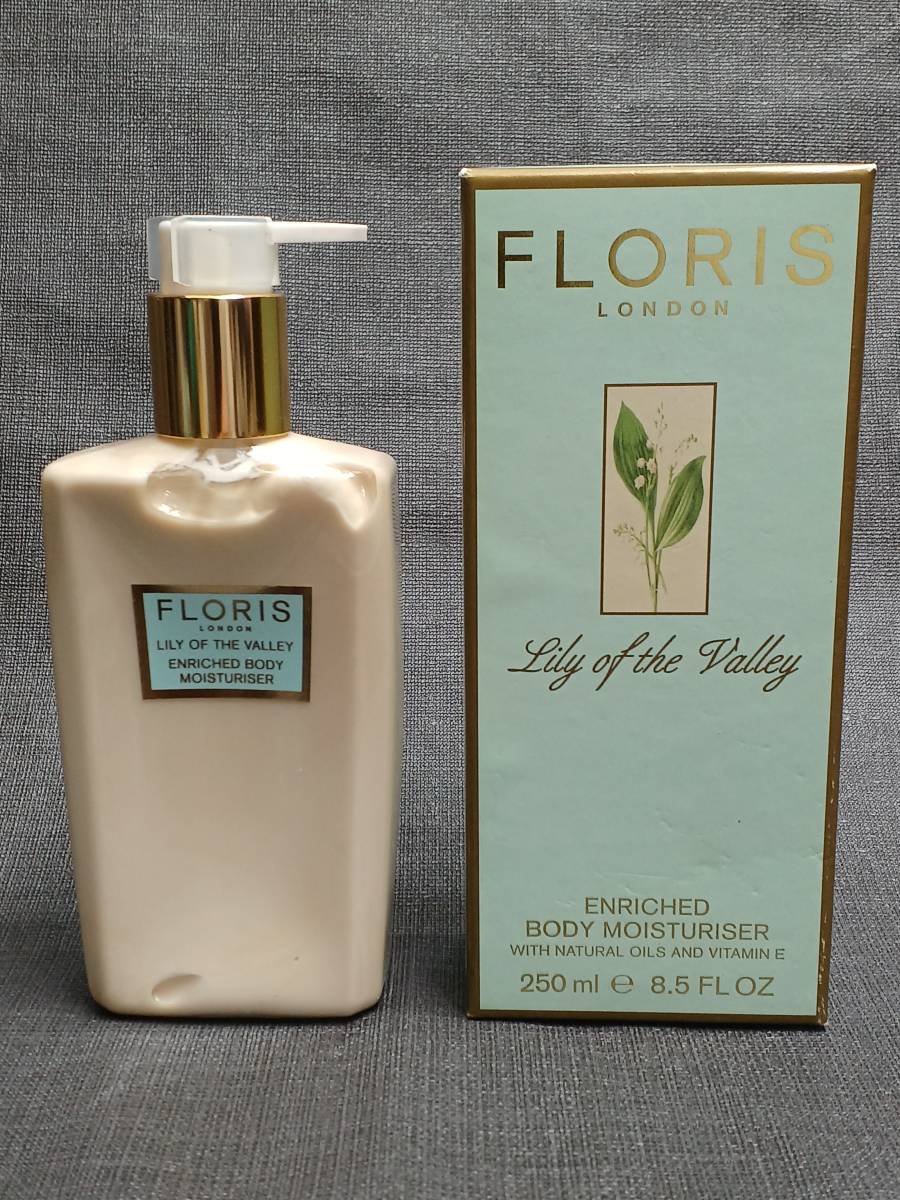 FLORIS
LONDON
LILY OF THE VALLEY
ENRICHED BODY
MOISTURISER
FLORIS
LONDON
Lily of the Valley
ENRICHED
BODY MOISTURISER
WITH NATURAL OILS AND VITAMIN E
250 ml ℮ 8.5 FL OZ